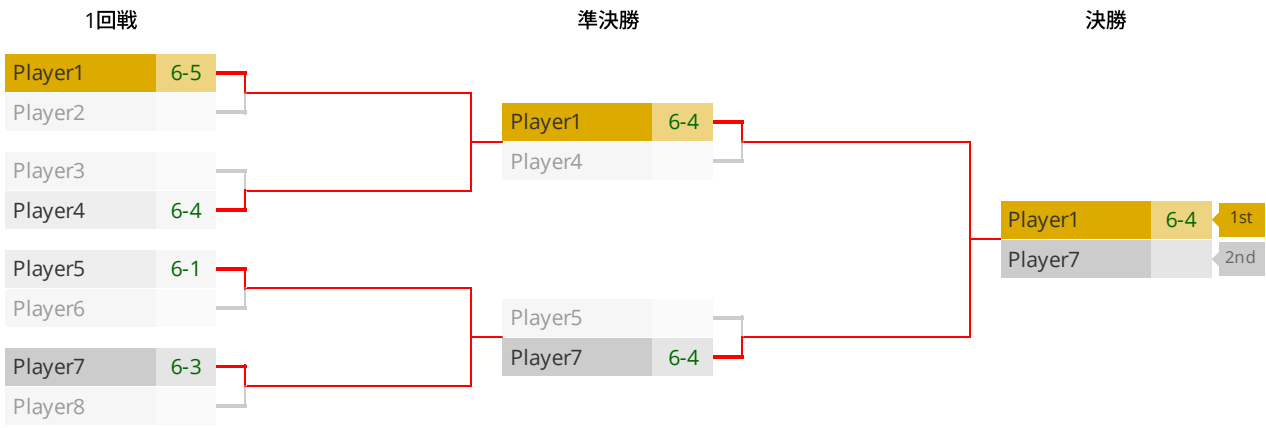 1回戦 準決勝 決勝
Player1 6-5
Player2
Player3
Player4 6-4
Player5 6-1
Player6
Player7 6-3
Player8
Player1 6-4
Player4
Player5
Player7 6-4
Player1 6-4 1st
Player7 2nd